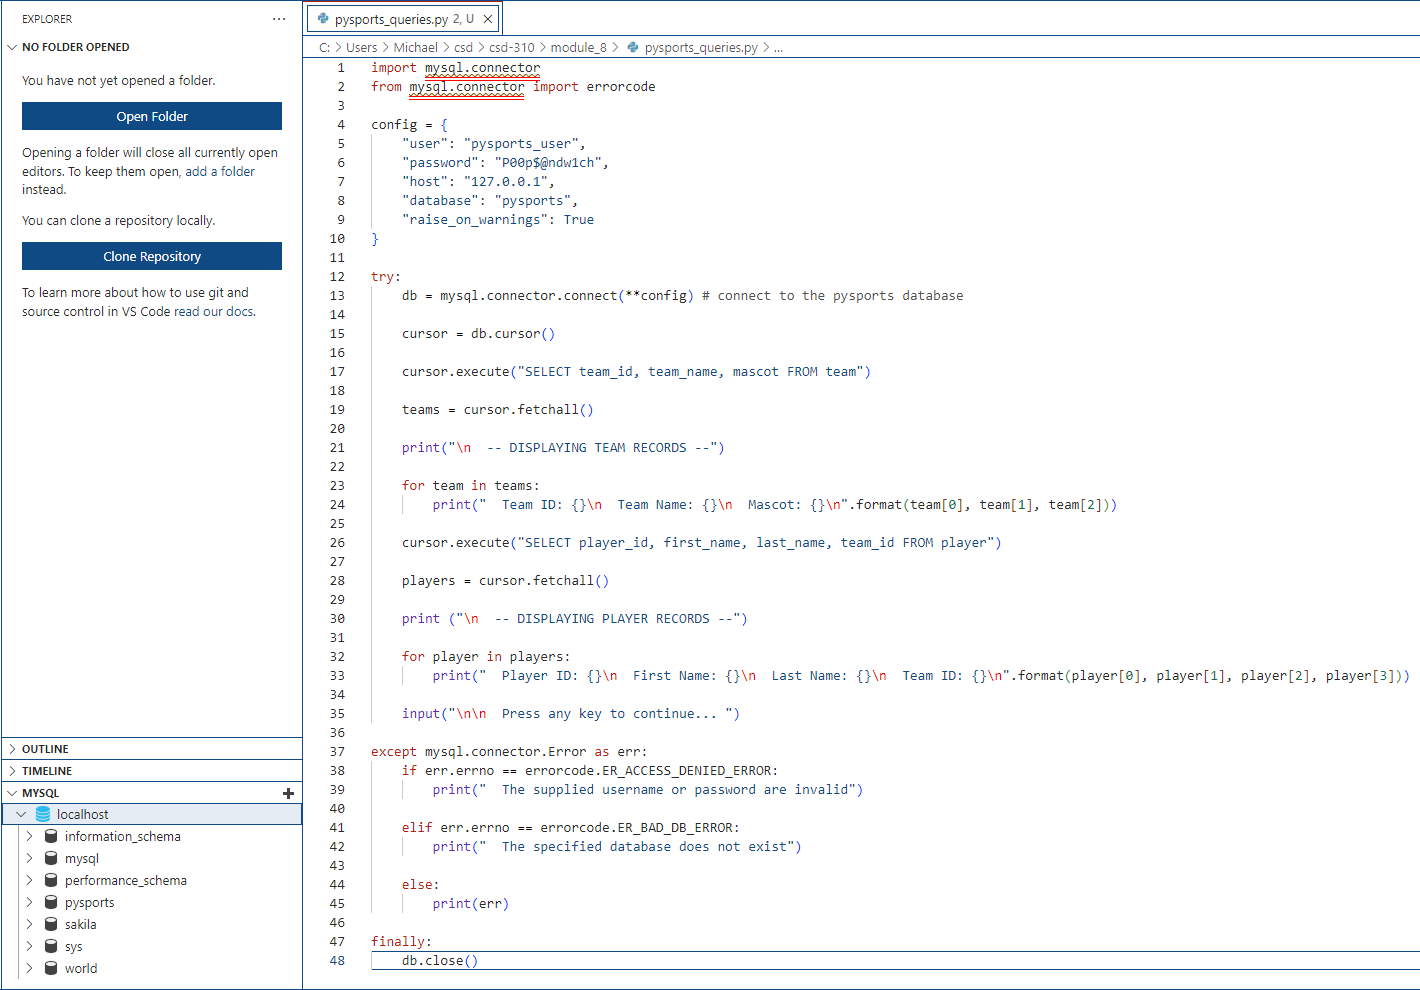 EXPLORER
···
NO FOLDER OPENED
You have not yet opened a folder.
Open Folder
Opening a folder will close all currently open
editors. To keep them open, add a folder
instead.
You can clone a repository locally.
Clone Repository
To learn more about how to use git and
source control in VS Code read our docs.
OUTLINE
TIMELINE
MYSQL
localhost
information_schema
mysql
performance_schema
pysports
sakila
sys
world
pysports_queries.py 2, U
C: > Users > Michael > csd > csd-310 > module_8 > pysports_queries.py > ...
1 import mysql.connector
2 from mysql.connector import errorcode
3
4 config = {
5     "user": "pysports_user",
6     "password": "P00p$@ndw1ch",
7     "host": "127.0.0.1",
8     "database": "pysports",
9     "raise_on_warnings": True
10 }
11
12 try:
13     db = mysql.connector.connect(**config) # connect to the pysports database
14
15     cursor = db.cursor()
16
17     cursor.execute("SELECT team_id, team_name, mascot FROM team")
18
19     teams = cursor.fetchall()
20
21     print("\n  -- DISPLAYING TEAM RECORDS --")
22
23     for team in teams:
24         print("  Team ID: {}\n  Team Name: {}\n  Mascot: {}\n".format(team[0], team[1], team[2]))
25
26     cursor.execute("SELECT player_id, first_name, last_name, team_id FROM player")
27
28     players = cursor.fetchall()
29
30     print ("\n  -- DISPLAYING PLAYER RECORDS --")
31
32     for player in players:
33         print("  Player ID: {}\n  First Name: {}\n  Last Name: {}\n  Team ID: {}\n".format(player[0], player[1], player[2], player[3]))
34
35     input("\n\n  Press any key to continue... ")
36
37 except mysql.connector.Error as err:
38     if err.errno == errorcode.ER_ACCESS_DENIED_ERROR:
39         print("  The supplied username or password are invalid")
40
41     elif err.errno == errorcode.ER_BAD_DB_ERROR:
42         print("  The specified database does not exist")
43
44     else:
45         print(err)
46
47 finally:
48     db.close()